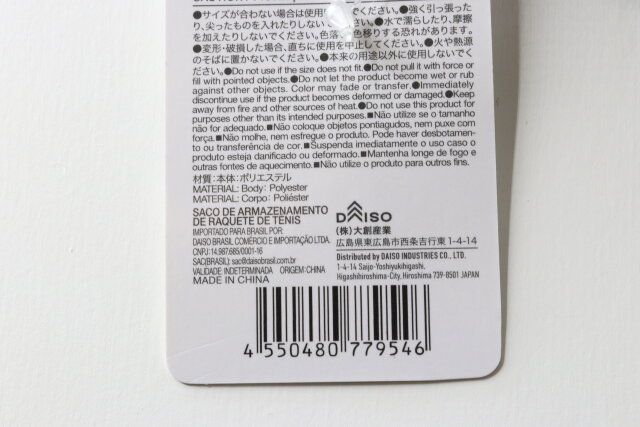 ●サイズが合わない場合は使用しないでください。●強く引っ張った
り、尖ったものを入れたりしないでください。●水で濡らしたり、摩擦
を加えたりしないでください。色落ち、色移りする恐れがあります。
●変形・破損した場合、直ちに使用を中止してください。●火や熱源
のそばに置かないでください。●本来の用途以外に使用しないでくだ
さい。●Do not use if the size does not fit.●Do not pull it with force or
fill with pointed objects.●Do not let the product become wet or rub
against other objects. Color may fade or transfer.●Immediately
discontinue use if the product becomes deformed or damaged.●Keep
away from fire and other sources of heat.●Do not use this product for
purposes other than its intended purposes.■Não utilize se o tamanho
não for adequado.■Não coloque objetos pontiagudos, nem puxe com
força.■Não molhe, nem esfregue o produto. Pode haver desbotamen-
to ou transferência de cor.■Suspenda imediatamente o uso caso o
produto esteja danificado ou deformado.■Mantenha longe de fogo e
outras fontes de aquecimento.■Não utilize o produto para outros fins.
材質:本体:ポリエステル
MATERIAL: Body: Polyester
MATERIAL: Corpo: Poliéster
SACO DE ARMAZENAMENTO
DE RAQUETE DE TENIS
IMPORTADO PARA BRASIL POR:
DAISO BRASIL COMÉRCIO E IMPORTAÇÃO LTDA.
CNPJ: 14.987.685/0001-16
SAC(BRASIL): sac@daisobrasil.com.br
VALIDADE: INDETERMINADA ORIGEM: CHINA
MADE IN CHINA
DAISO
(株)大創産業
広島県東広島市西条吉行東1-4-14
Distributed by DAISO INDUSTRIES CO., LTD.
1-4-14 Saijo-Yoshiyukihigashi,
Higashihiroshima-City, Hiroshima 739-8501 JAPAN
4 550480 779546